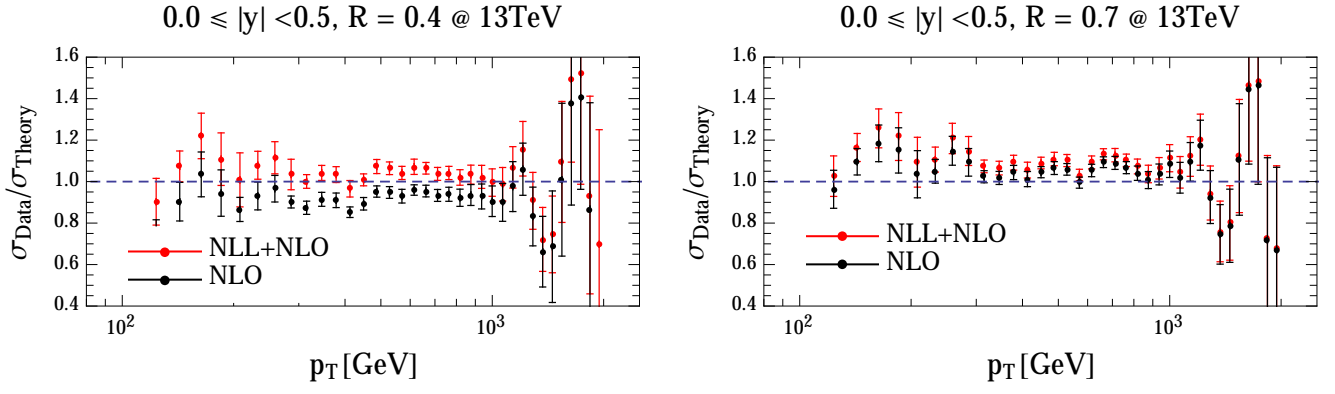 0.0 ⩽ |y| <0.5, R = 0.4 @ 13TeV
σData/σTheory
1.6
1.4
1.2
1.0
0.8
0.6
0.4
NLL+NLO
NLO
10²
10³
pT [GeV]
0.0 ⩽ |y| <0.5, R = 0.7 @ 13TeV
σData/σTheory
1.6
1.4
1.2
1.0
0.8
0.6
0.4
NLL+NLO
NLO
10²
10³
pT [GeV]